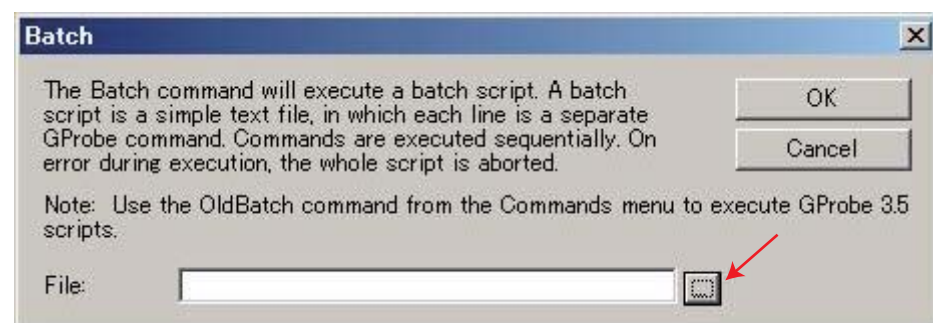 Batch
The Batch command will execute a batch script. A batch
script is a simple text file, in which each line is a separate
GProbe command. Commands are executed sequentially. On
error during execution, the whole script is aborted.
OK
Cancel
Note: Use the OldBatch command from the Commands menu to execute GProbe 3.5
scripts.
File:
...